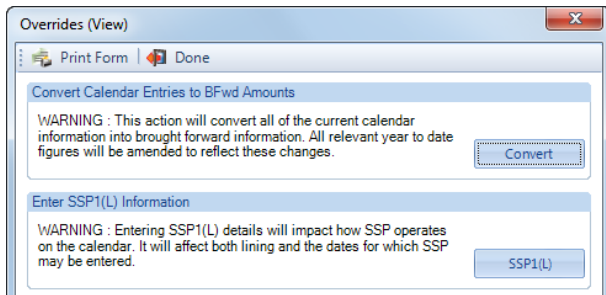 Overrides (View)
Print Form Done
Convert Calendar Entries to BFwd Amounts
WARNING : This action will convert all of the current calendar
information into brought forward information. All relevant year to date
figures will be amended to reflect these changes.
Convert
Enter SSP1(L) Information
WARNING : Entering SSP1(L) details will impact how SSP operates
on the calendar. It will affect both lining and the dates for which SSP
may be entered.
SSP1(L)